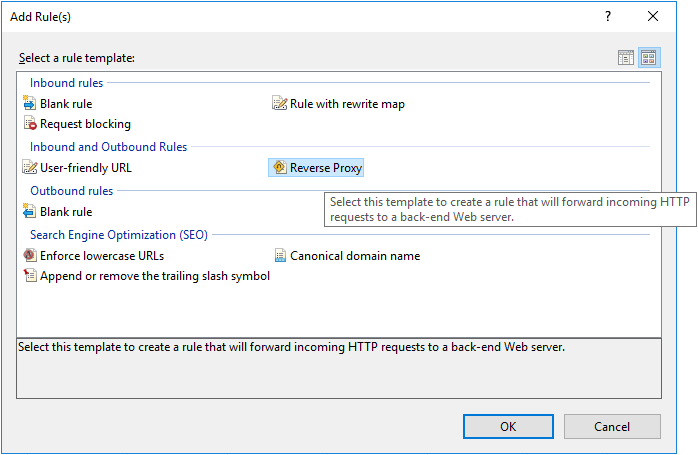 Add Rule(s)
?
Select a rule template:
Inbound rules
Blank rule
Rule with rewrite map
Request blocking
Inbound and Outbound Rules
User-friendly URL
Reverse Proxy
Outbound rules
Select this template to create a rule that will forward incoming HTTP
requests to a back-end Web server.
Blank rule
Search Engine Optimization (SEO)
Enforce lowercase URLs
Canonical domain name
Append or remove the trailing slash symbol
Select this template to create a rule that will forward incoming HTTP requests to a back-end Web server.
OK
Cancel